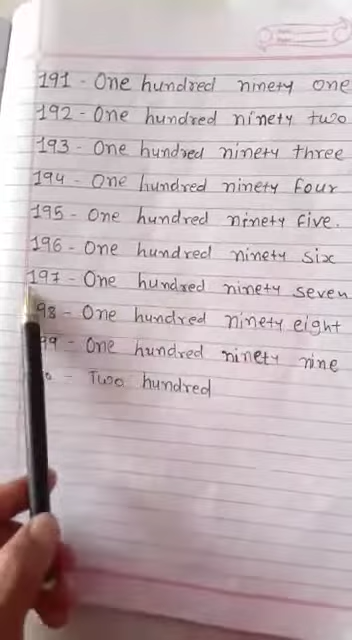 191 - One hundred ninety one
192 - One hundred ninety two
193 - One hundred ninety three
194 - One hundred ninety four
195 - One hundred ninety five.
196 - One hundred ninety six
197 - One hundred ninety seven
98 - One hundred ninety eight
99 - One hundred ninety nine
0 - Two hundred